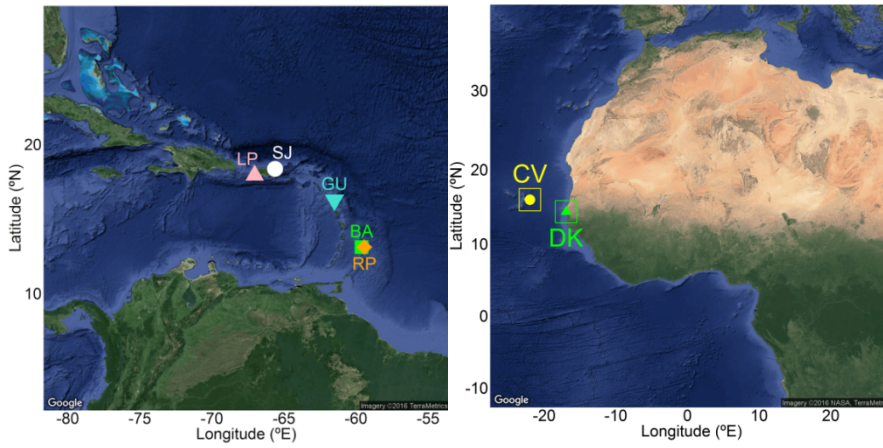 20
10
Latitude (ºN)
LP
SJ
GU
BA
RP
Google
Imagery ©2016 TerraMetrics
-80
-75
-70
-65
-60
-55
Longitude (ºE)
30
20
10
0
-10
Latitude (ºN)
CV
DK
Google
Imagery ©2016 NASA, TerraMetrics
-20
-10
0
10
20
Longitude (ºE)